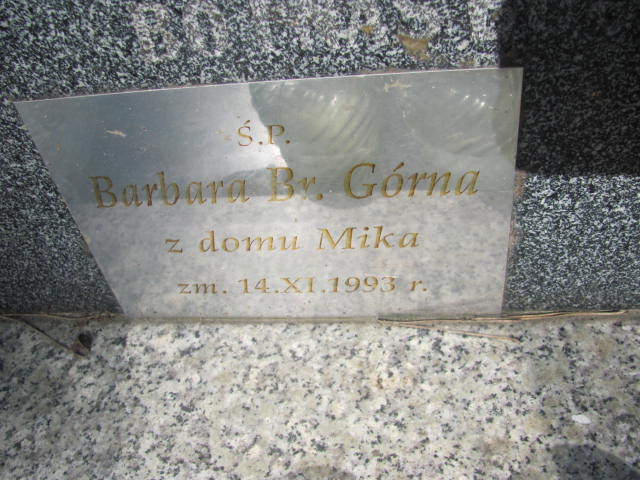 Ś.P.
Barbara Br. Górna
z domu Mika
zm. 14.XI.1993 r.